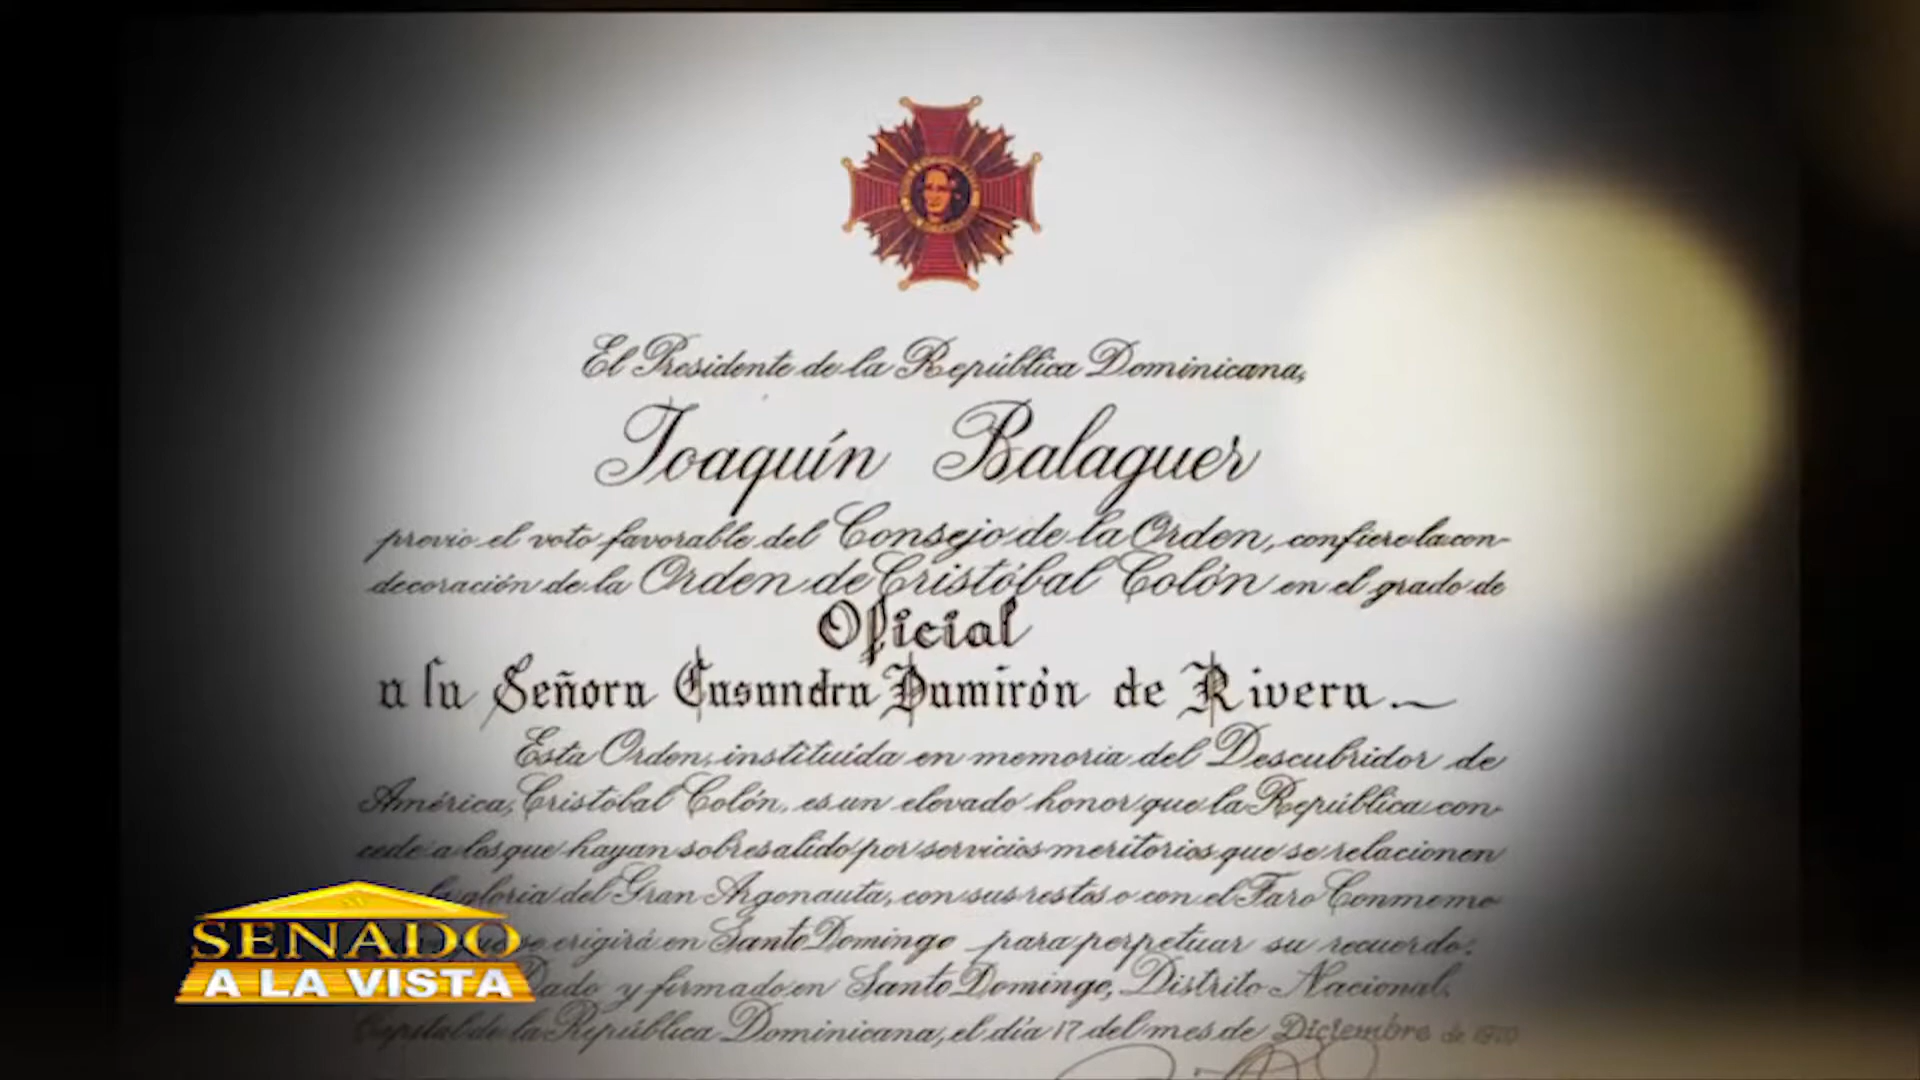 El Presidente de la República Dominicana,
Joaquín Balaguer
previo el voto favorable del Consejo de la Orden, confiere la con-
decoración de la Orden de Cristóbal Colón en el grado de
Oficial
a la Señora Casandra Damirón de Rivera.
Esta Orden, instituída en memoria del Descubridor de
América, Cristóbal Colón, es un elevado honor que la República con-
cede a los que hayan sobresalido por servicios meritorios que se relacionen
la gloria del Gran Argonauta, con sus restos o con el Faro Conmemo
se erigirá en Santo Domingo para perpetuar su recuerdo.
Dado y firmado en Santo Domingo, Distrito Nacional,
Capital de la República Dominicana, el día 17 del mes de Diciembre de 1970
SENADO
A LA VISTA